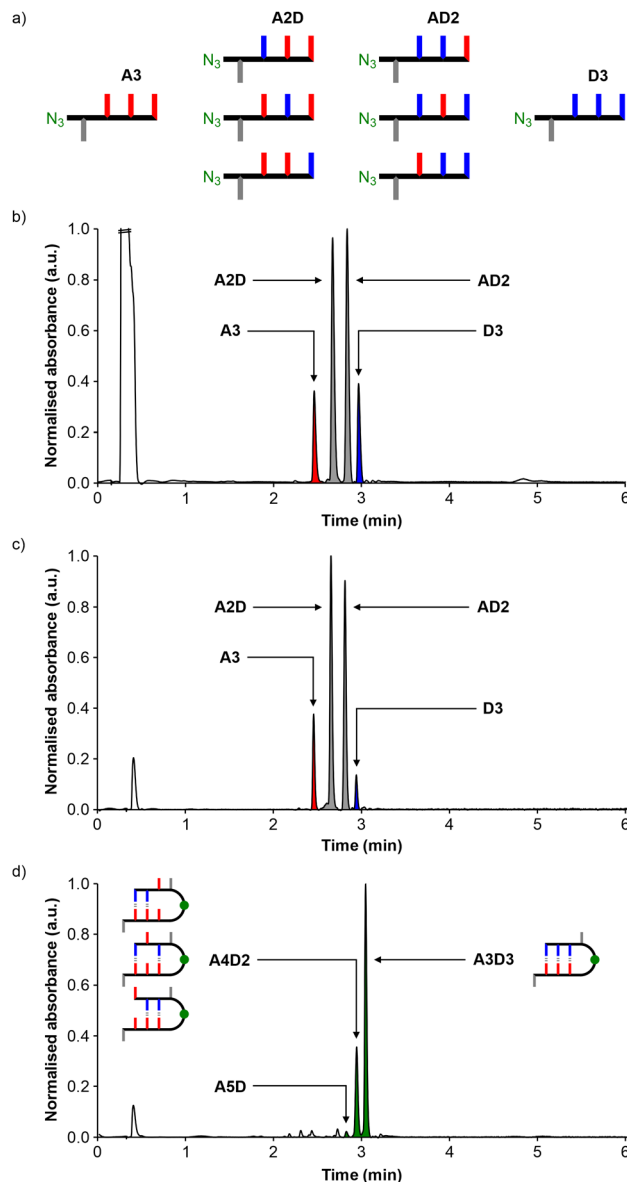 a)
A3
A2D
AD2
D3
N3
N3
N3
N3
N3
N3
N3
N3
b)
Normalised absorbance (a.u.)
1.0
0.8
0.6
0.4
0.2
0.0
A2D
AD2
A3
D3
0
1
2
3
4
5
6
Time (min)
c)
Normalised absorbance (a.u.)
1.0
0.8
0.6
0.4
0.2
0.0
A2D
AD2
A3
D3
0
1
2
3
4
5
6
Time (min)
d)
Normalised absorbance (a.u.)
1.0
0.8
0.6
0.4
0.2
0.0
A4D2
A3D3
A5D
0
1
2
3
4
5
6
Time (min)